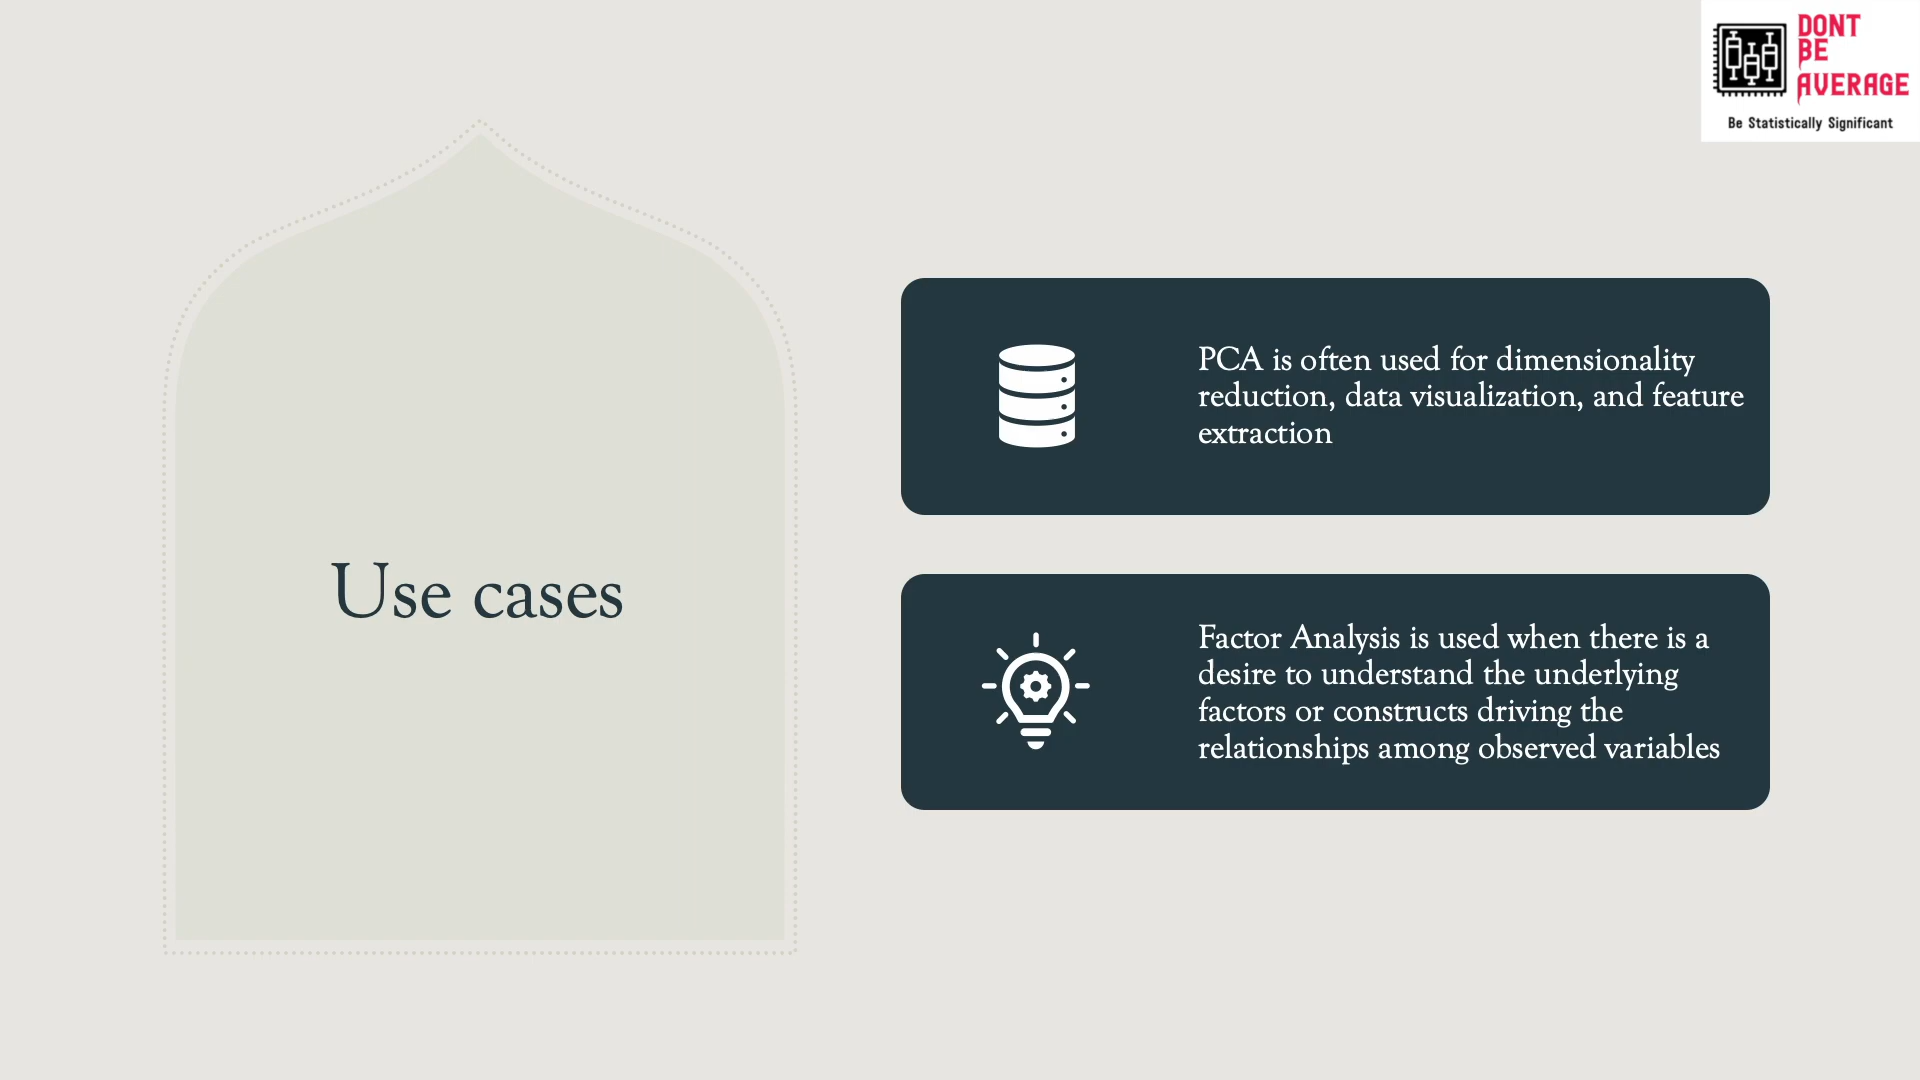 DONT
BE
AVERAGE
Be Statistically Significant
Use cases
PCA is often used for dimensionality
reduction, data visualization, and feature
extraction
Factor Analysis is used when there is a
desire to understand the underlying
factors or constructs driving the
relationships among observed variables